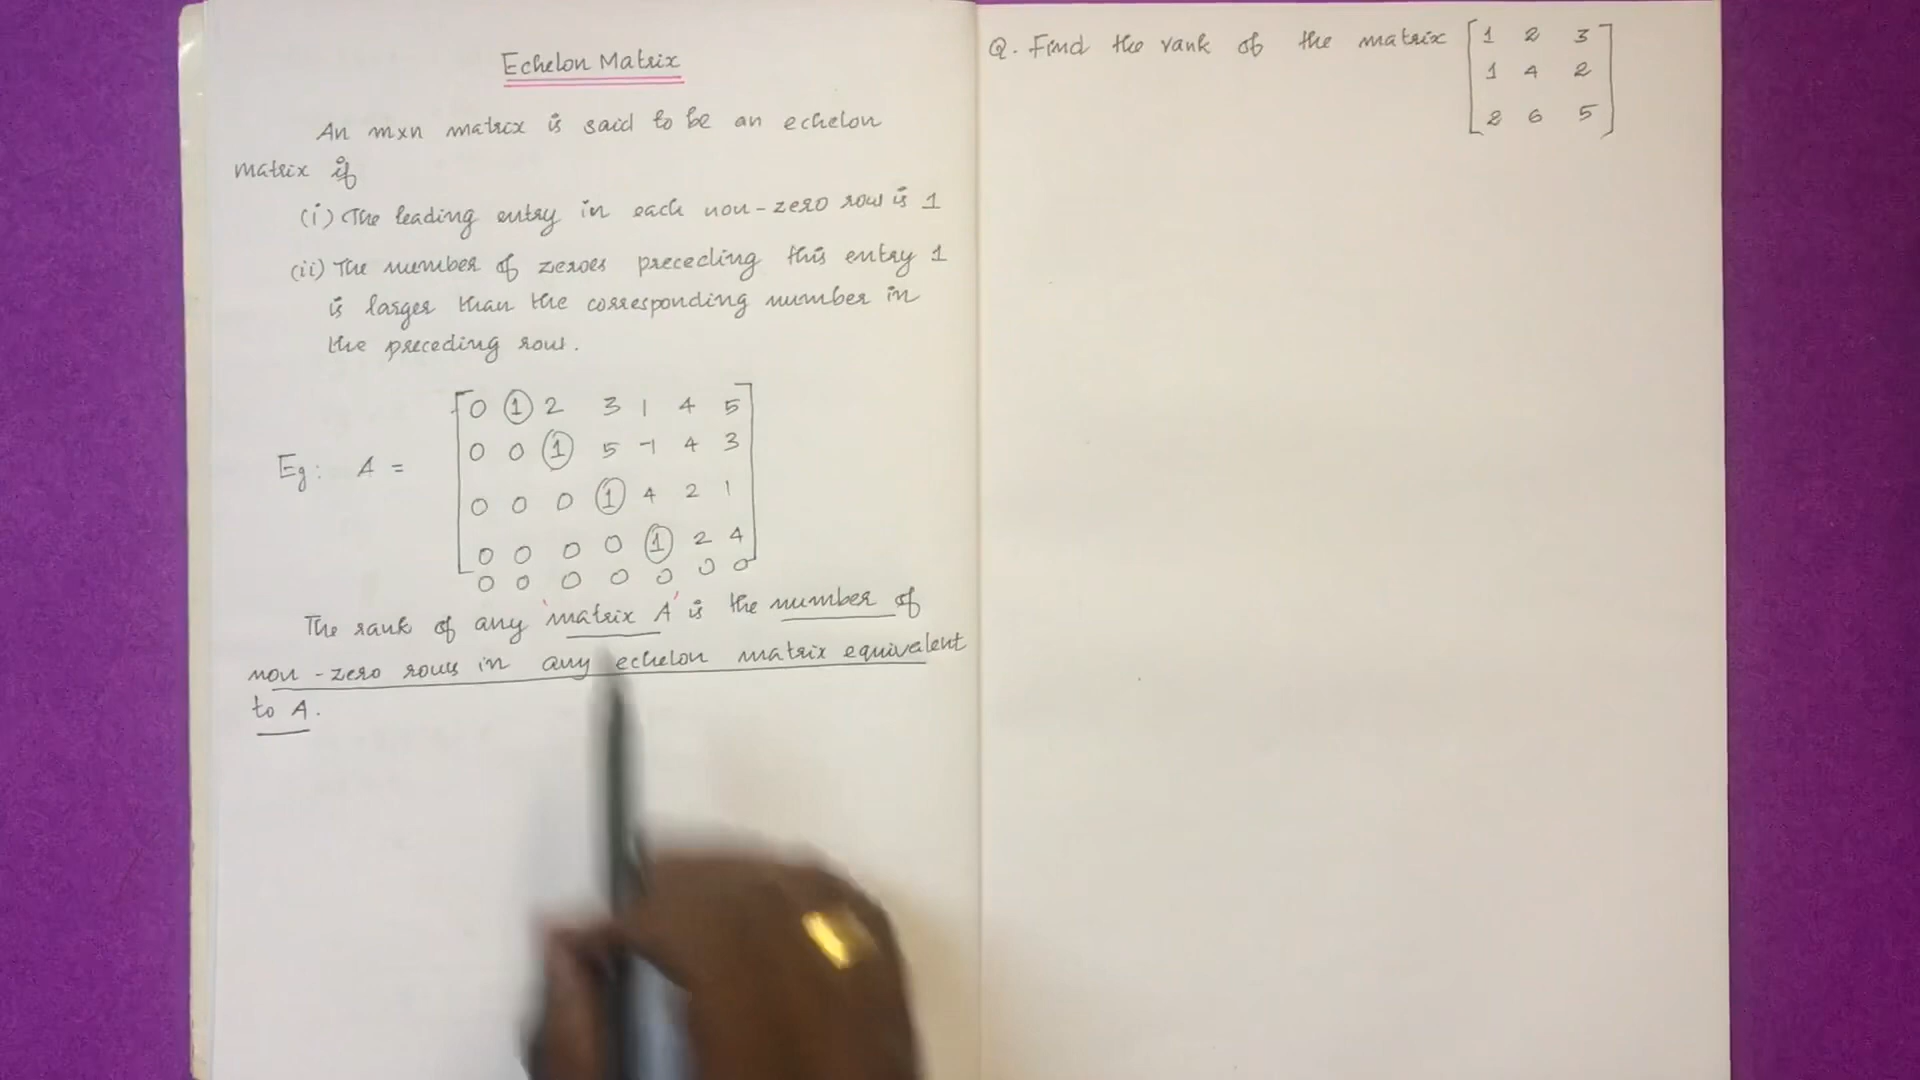 Echelon Matrix
An mxn matrix is said to be an echelon
matrix if
(i) The leading entry in each non-zero row is 1
(ii) The number of zeroes preceding this entry 1
is larger than the corresponding number in
the preceding row.
Eg: A =
0 1 2 3 1 4 5
0 0 1 5 -1 4 3
0 0 0 1 4 2 1
0 0 0 0 1 2 4
0 0 0 0 0 0 0
The rank of any 'matrix A' is the number of
non-zero rows in any echelon matrix equivalent
to A.
Q. Find the rank of the matrix
1 2 3
1 4 2
2 6 5